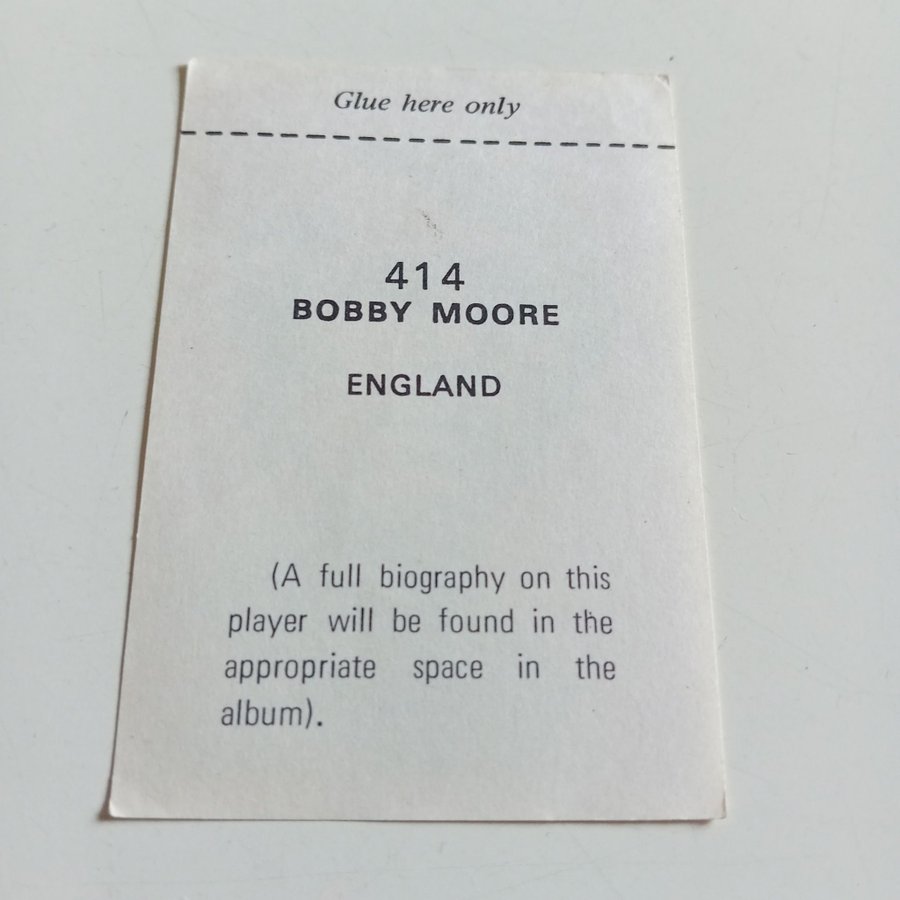 Glue here only
414
BOBBY MOORE
ENGLAND
(A full biography on this
player will be found in the
appropriate space in the
album).